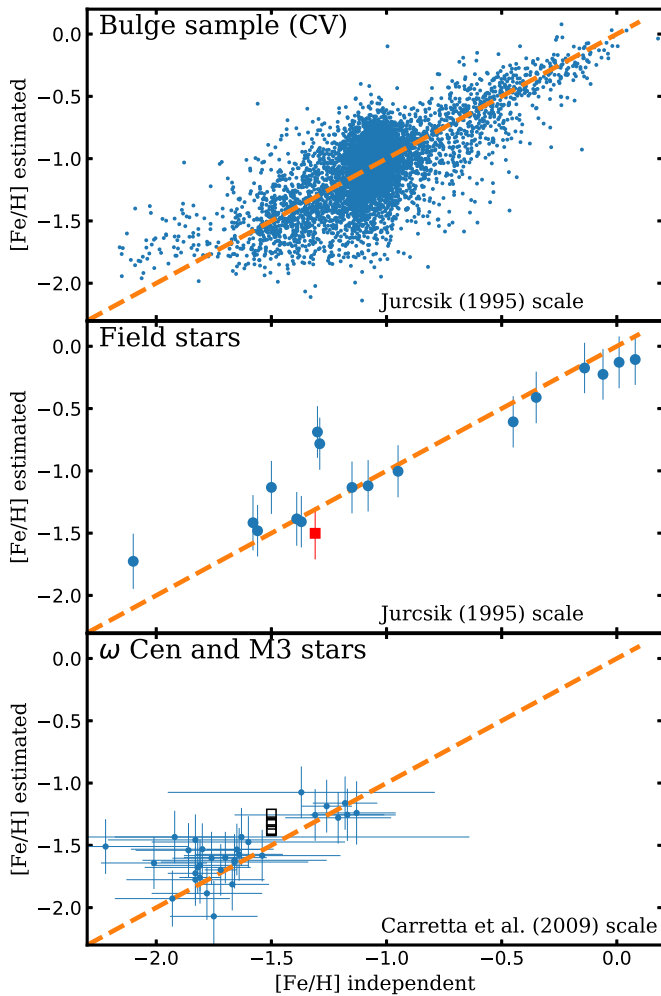 Bulge sample (CV)
0.0
−0.5
−1.0
−1.5
−2.0
[Fe/H] estimated
Jurcsik (1995) scale
Field stars
0.0
−0.5
−1.0
−1.5
−2.0
[Fe/H] estimated
Jurcsik (1995) scale
ω Cen and M3 stars
0.0
−0.5
−1.0
−1.5
−2.0
[Fe/H] estimated
Carretta et al. (2009) scale
−2.0 −1.5 −1.0 −0.5 0.0
[Fe/H] independent